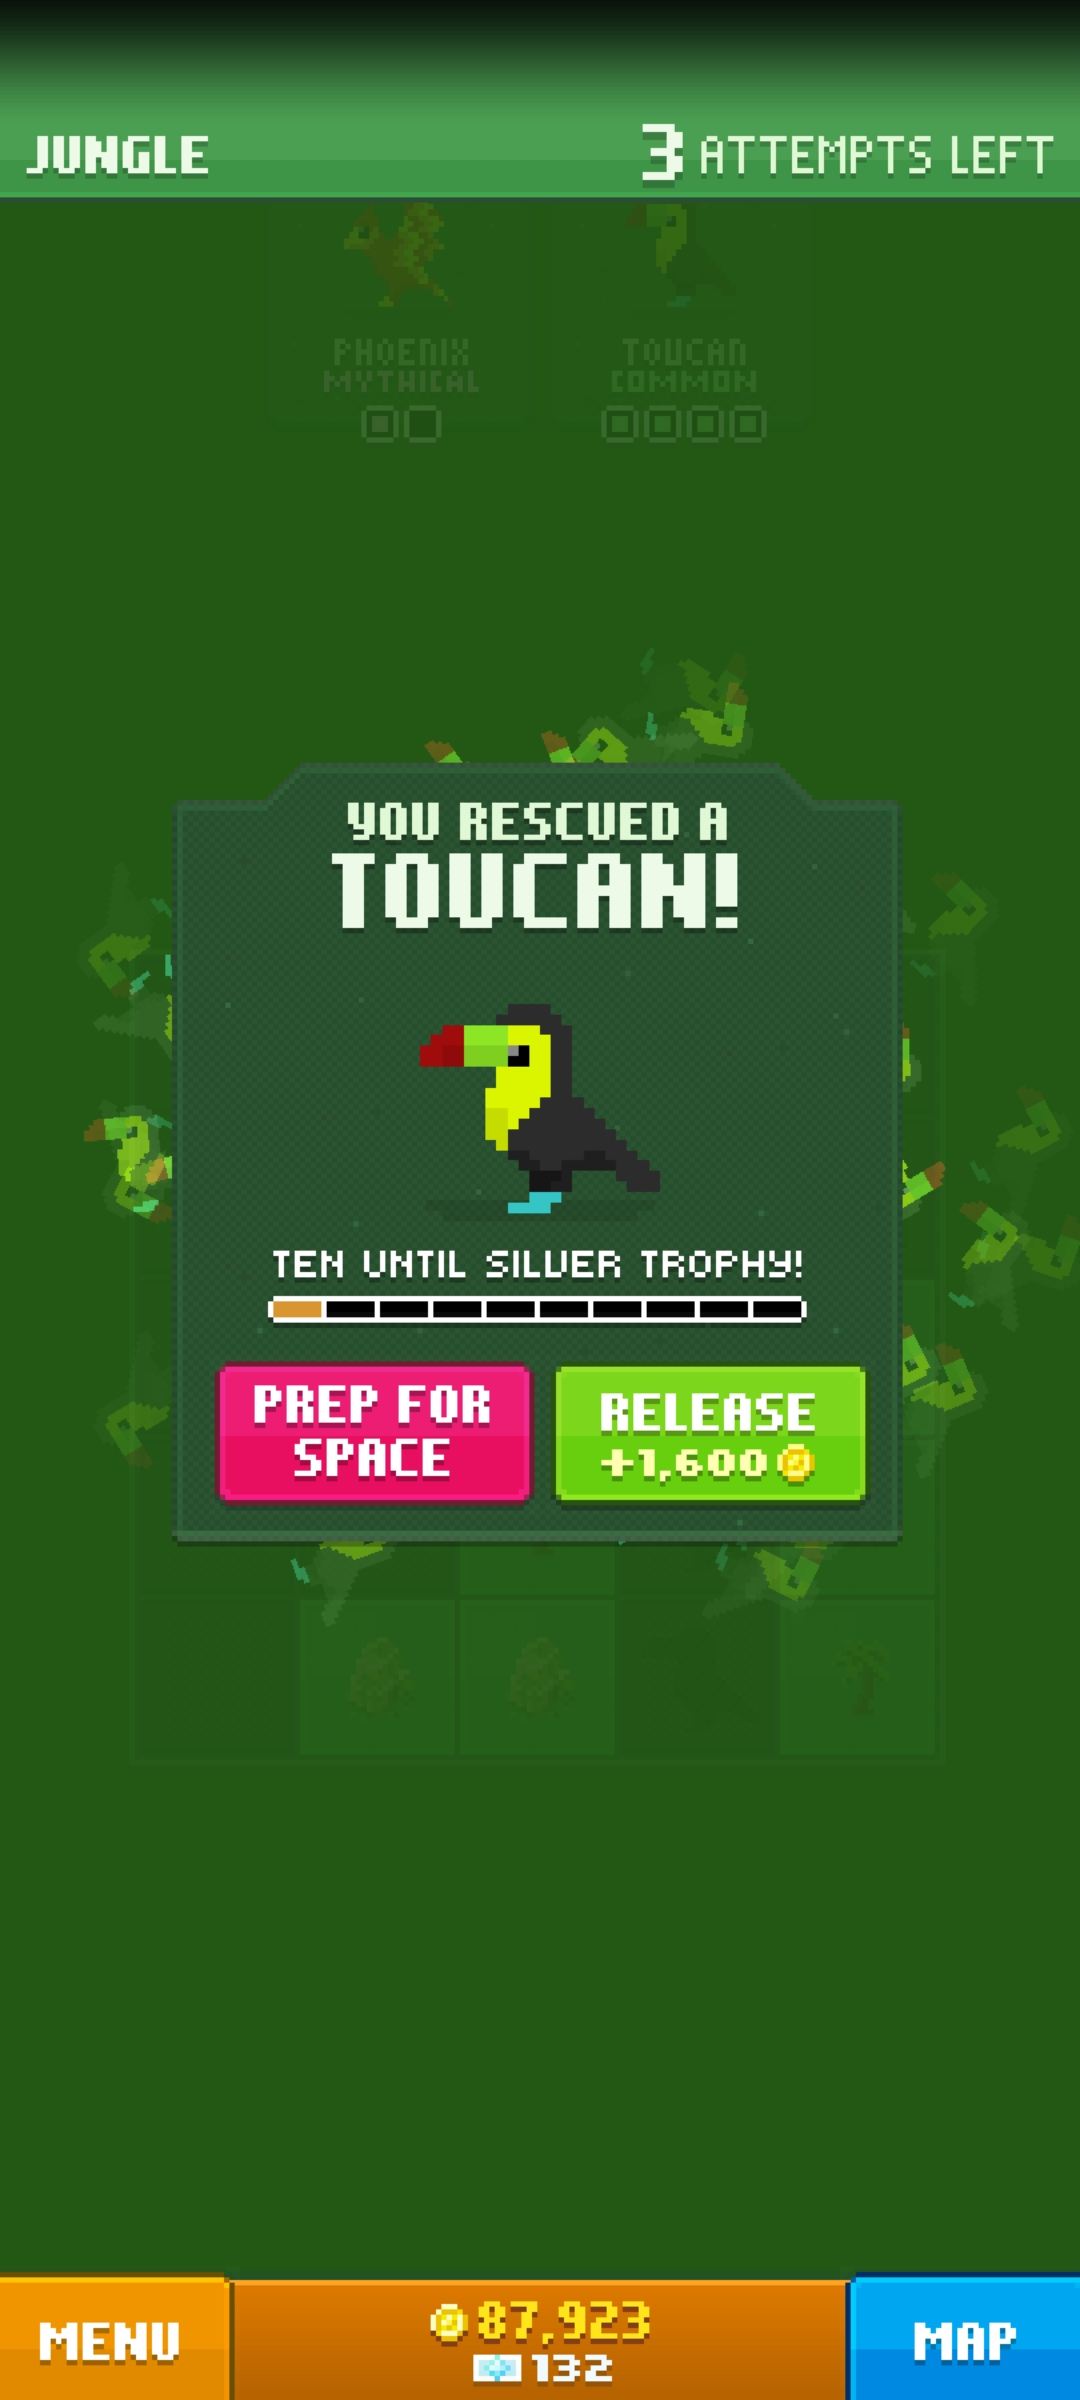 JUNGLE
3 ATTEMPTS LEFT
PHOENIX
MYTHICAL
TOUCAN
COMMON
YOU RESCUED A
TOUCAN!
TEN UNTIL SILVER TROPHY!
PREP FOR
SPACE
RELEASE
+1,600
MENU
87,923
132
MAP